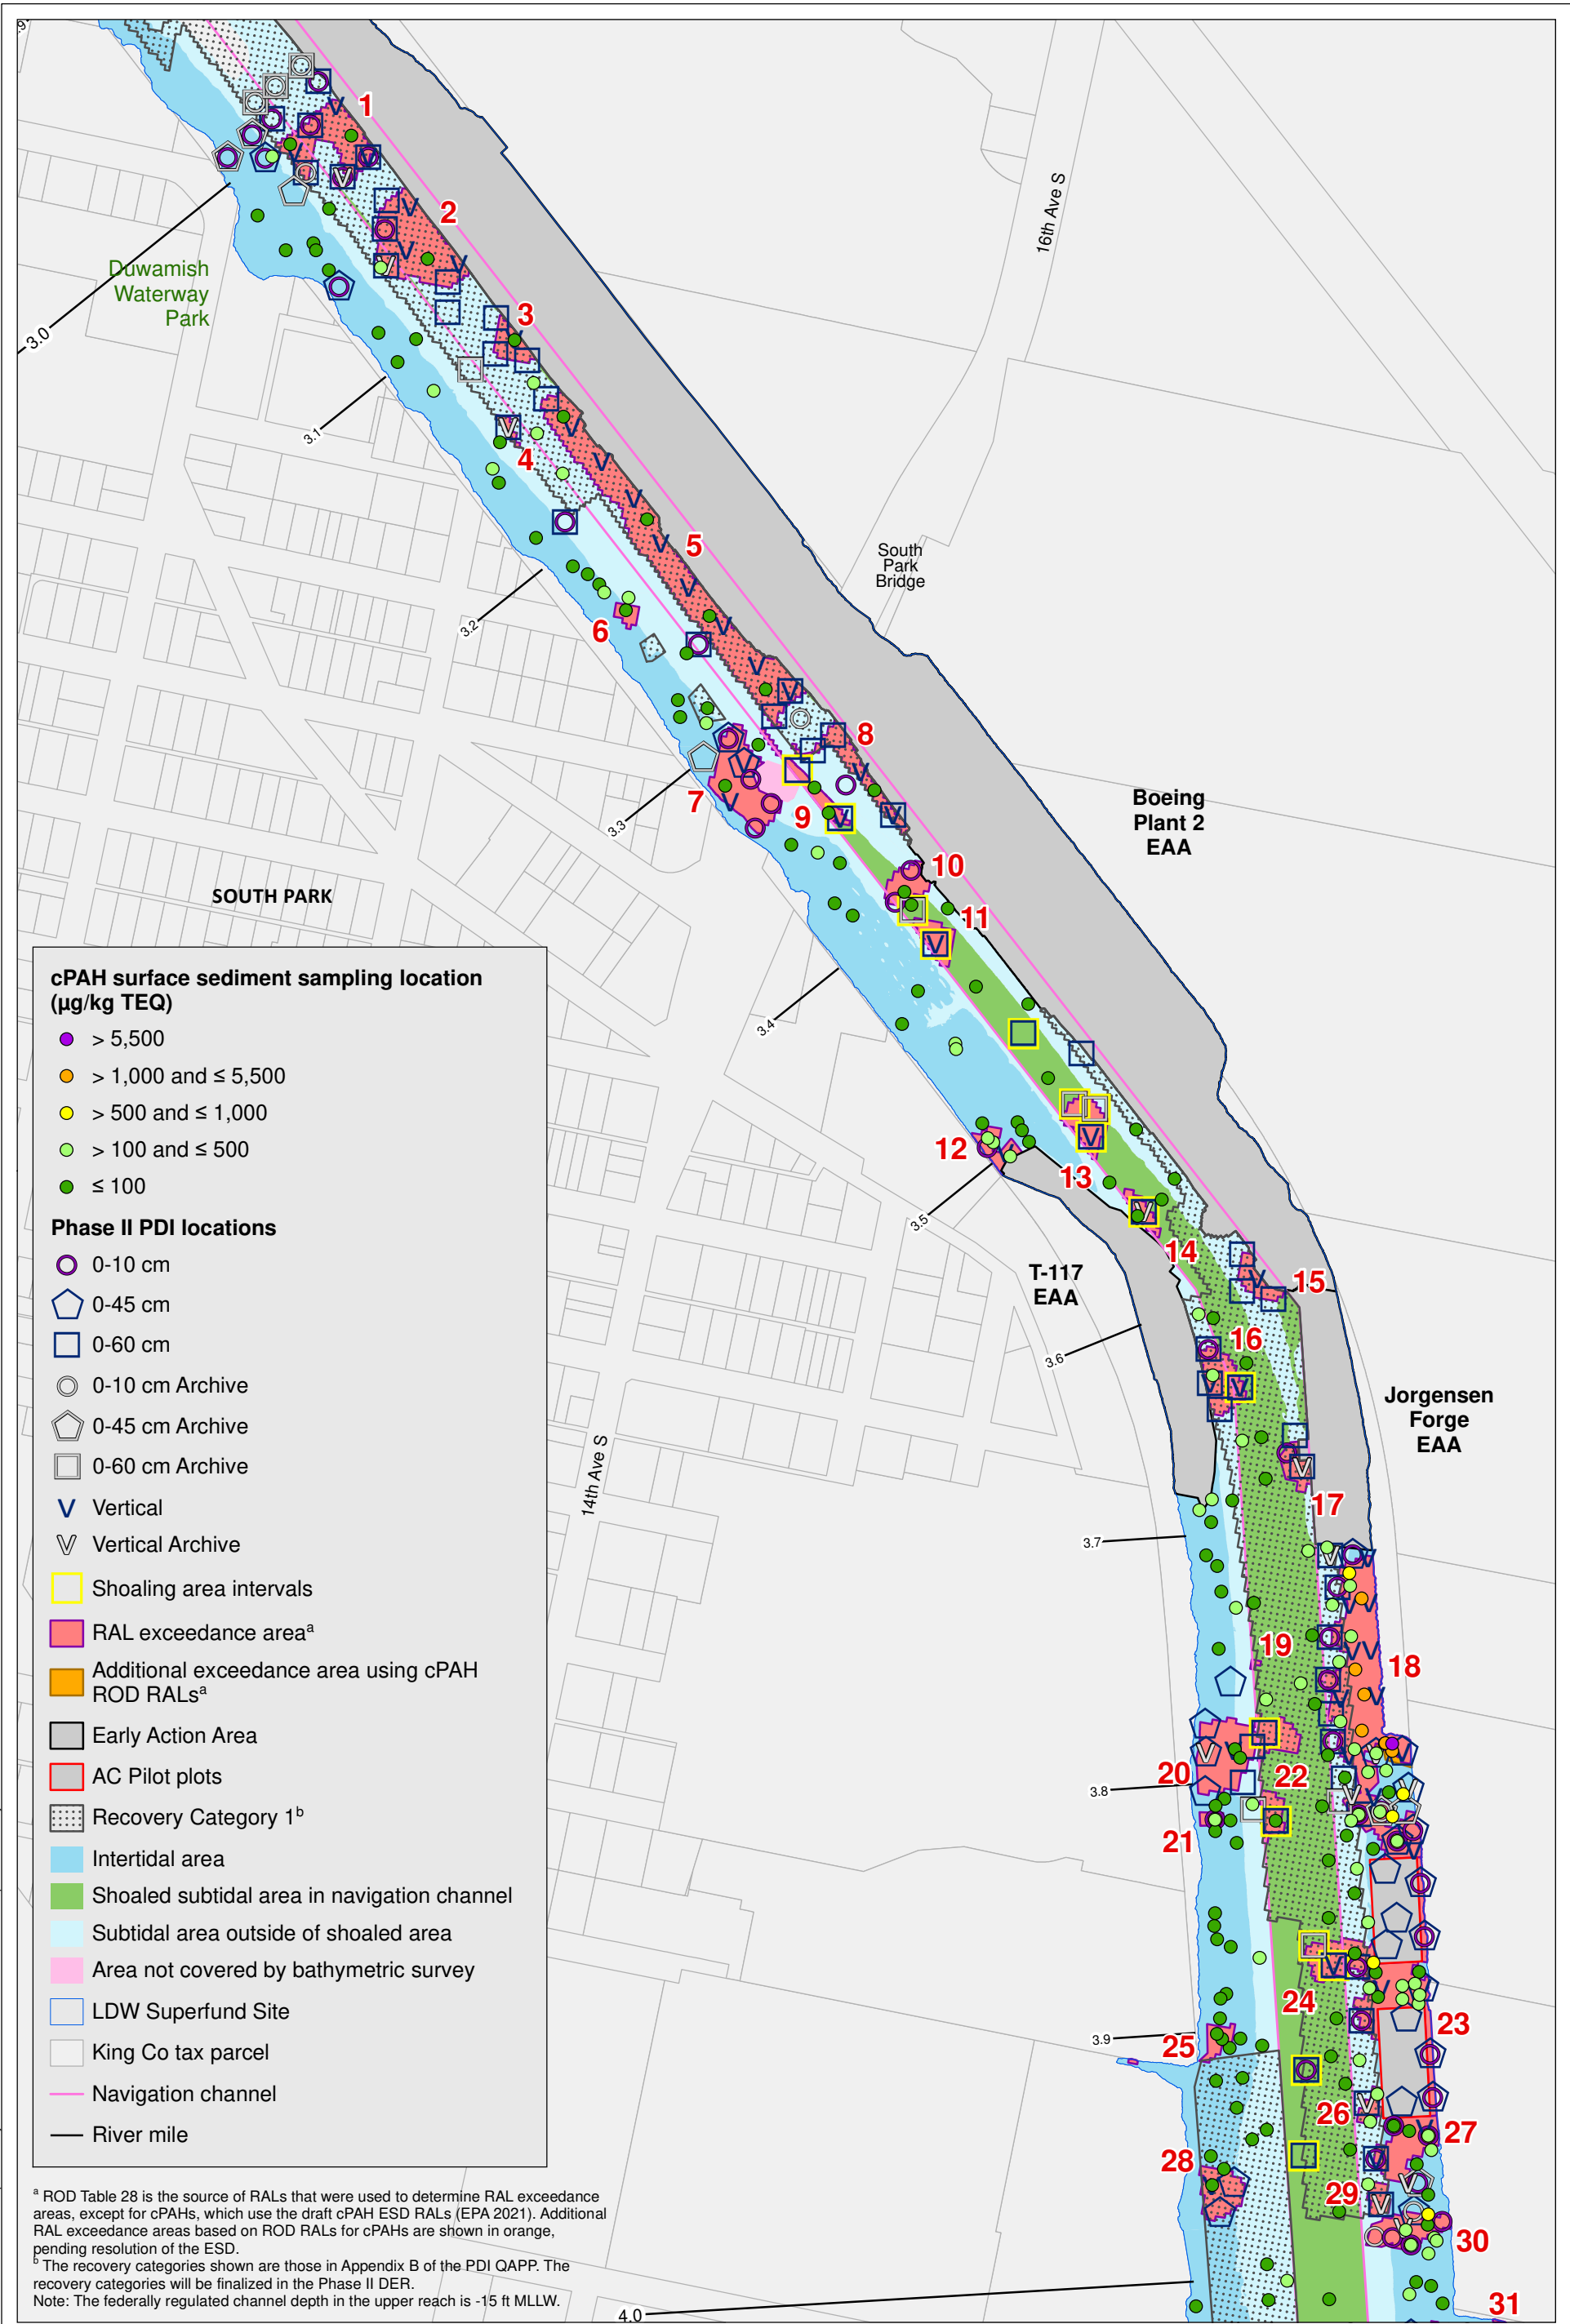 1
2
3
4
5
6
7
8
9
10
11
12
13
14
15
16
17
18
19
20
21
22
23
24
25
26
27
28
29
30
31
Duwamish
Waterway
Park
3.0
3.1
3.2
3.3
3.4
3.5
3.6
3.7
3.8
3.9
4.0
16th Ave S
14th Ave S
South
Park
Bridge
SOUTH PARK
Boeing
Plant 2
EAA
T-117
EAA
Jorgensen
Forge
EAA
cPAH surface sediment sampling location
(µg/kg TEQ)
> 5,500
> 1,000 and ≤ 5,500
> 500 and ≤ 1,000
> 100 and ≤ 500
≤ 100
Phase II PDI locations
0-10 cm
0-45 cm
0-60 cm
0-10 cm Archive
0-45 cm Archive
0-60 cm Archive
V Vertical
V Vertical Archive
Shoaling area intervals
RAL exceedance areaᵃ
Additional exceedance area using cPAH
ROD RALsᵃ
Early Action Area
AC Pilot plots
Recovery Category 1ᵇ
Intertidal area
Shoaled subtidal area in navigation channel
Subtidal area outside of shoaled area
Area not covered by bathymetric survey
LDW Superfund Site
King Co tax parcel
Navigation channel
River mile
ᵃ ROD Table 28 is the source of RALs that were used to determine RAL exceedance
areas, except for cPAHs, which use the draft cPAH ESD RALs (EPA 2021). Additional
RAL exceedance areas based on ROD RALs for cPAHs are shown in orange,
pending resolution of the ESD.
ᵇ The recovery categories shown are those in Appendix B of the PDI QAPP. The
recovery categories will be finalized in the Phase II DER.
Note: The federally regulated channel depth in the upper reach is -15 ft MLLW.